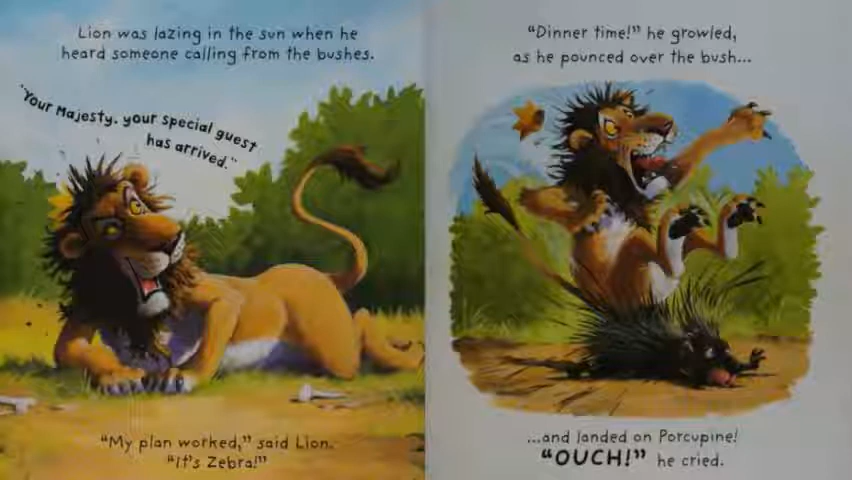 Lion was lazing in the sun when he
heard someone calling from the bushes.
"Your Majesty, your special guest
has arrived."
"My plan worked," said Lion.
"It's Zebra!"
"Dinner time!" he growled,
as he pounced over the bush...
...and landed on Porcupine!
"OUCH!" he cried.